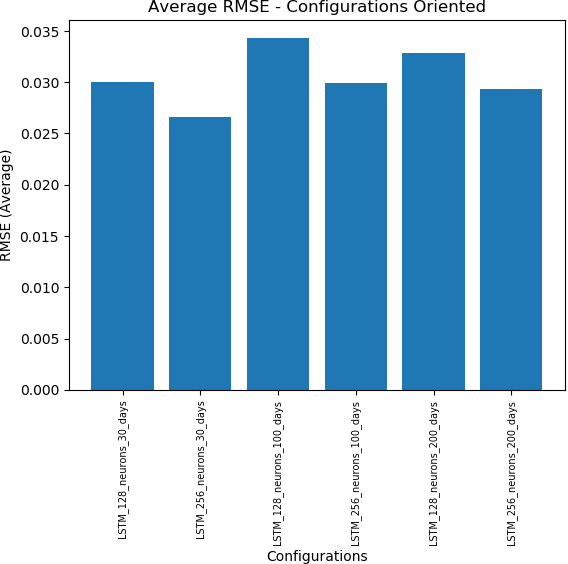 Average RMSE - Configurations Oriented
RMSE (Average)
0.035
0.030
0.025
0.020
0.015
0.010
0.005
0.000
LSTM_128_neurons_30_days
LSTM_256_neurons_30_days
LSTM_128_neurons_100_days
LSTM_256_neurons_100_days
LSTM_128_neurons_200_days
LSTM_256_neurons_200_days
Configurations